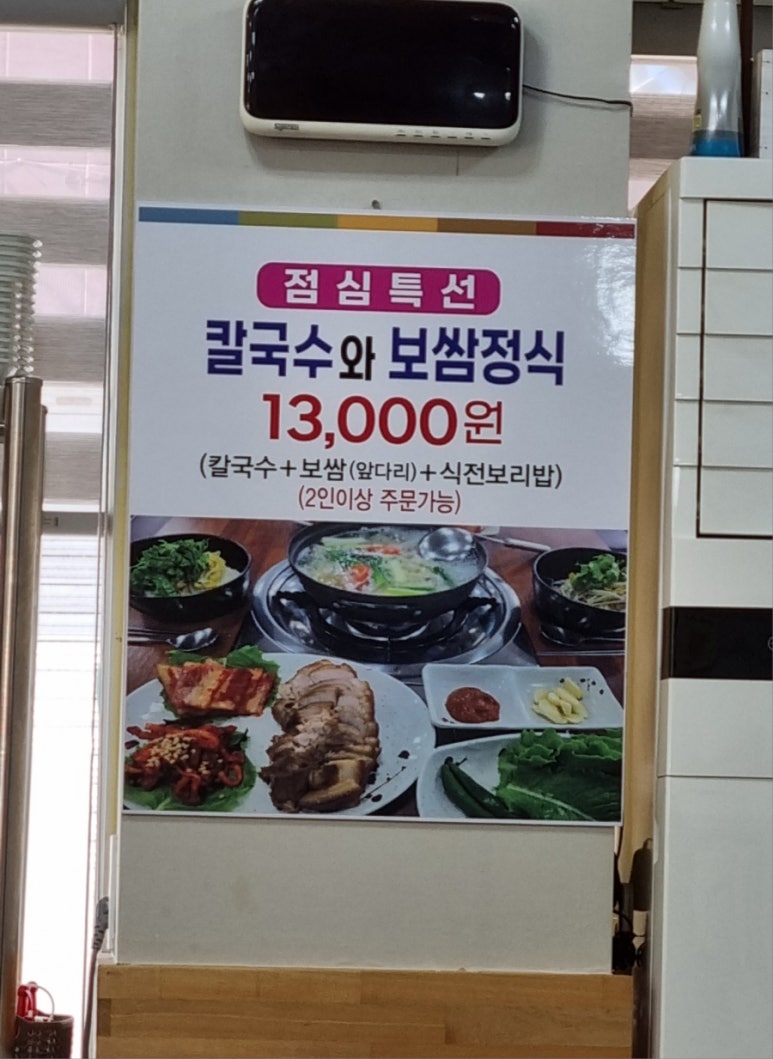 점심특선
칼국수와 보쌈정식
13,000원
(칼국수+보쌈(앞다리)+식전보리밥)
(2인이상 주문가능)